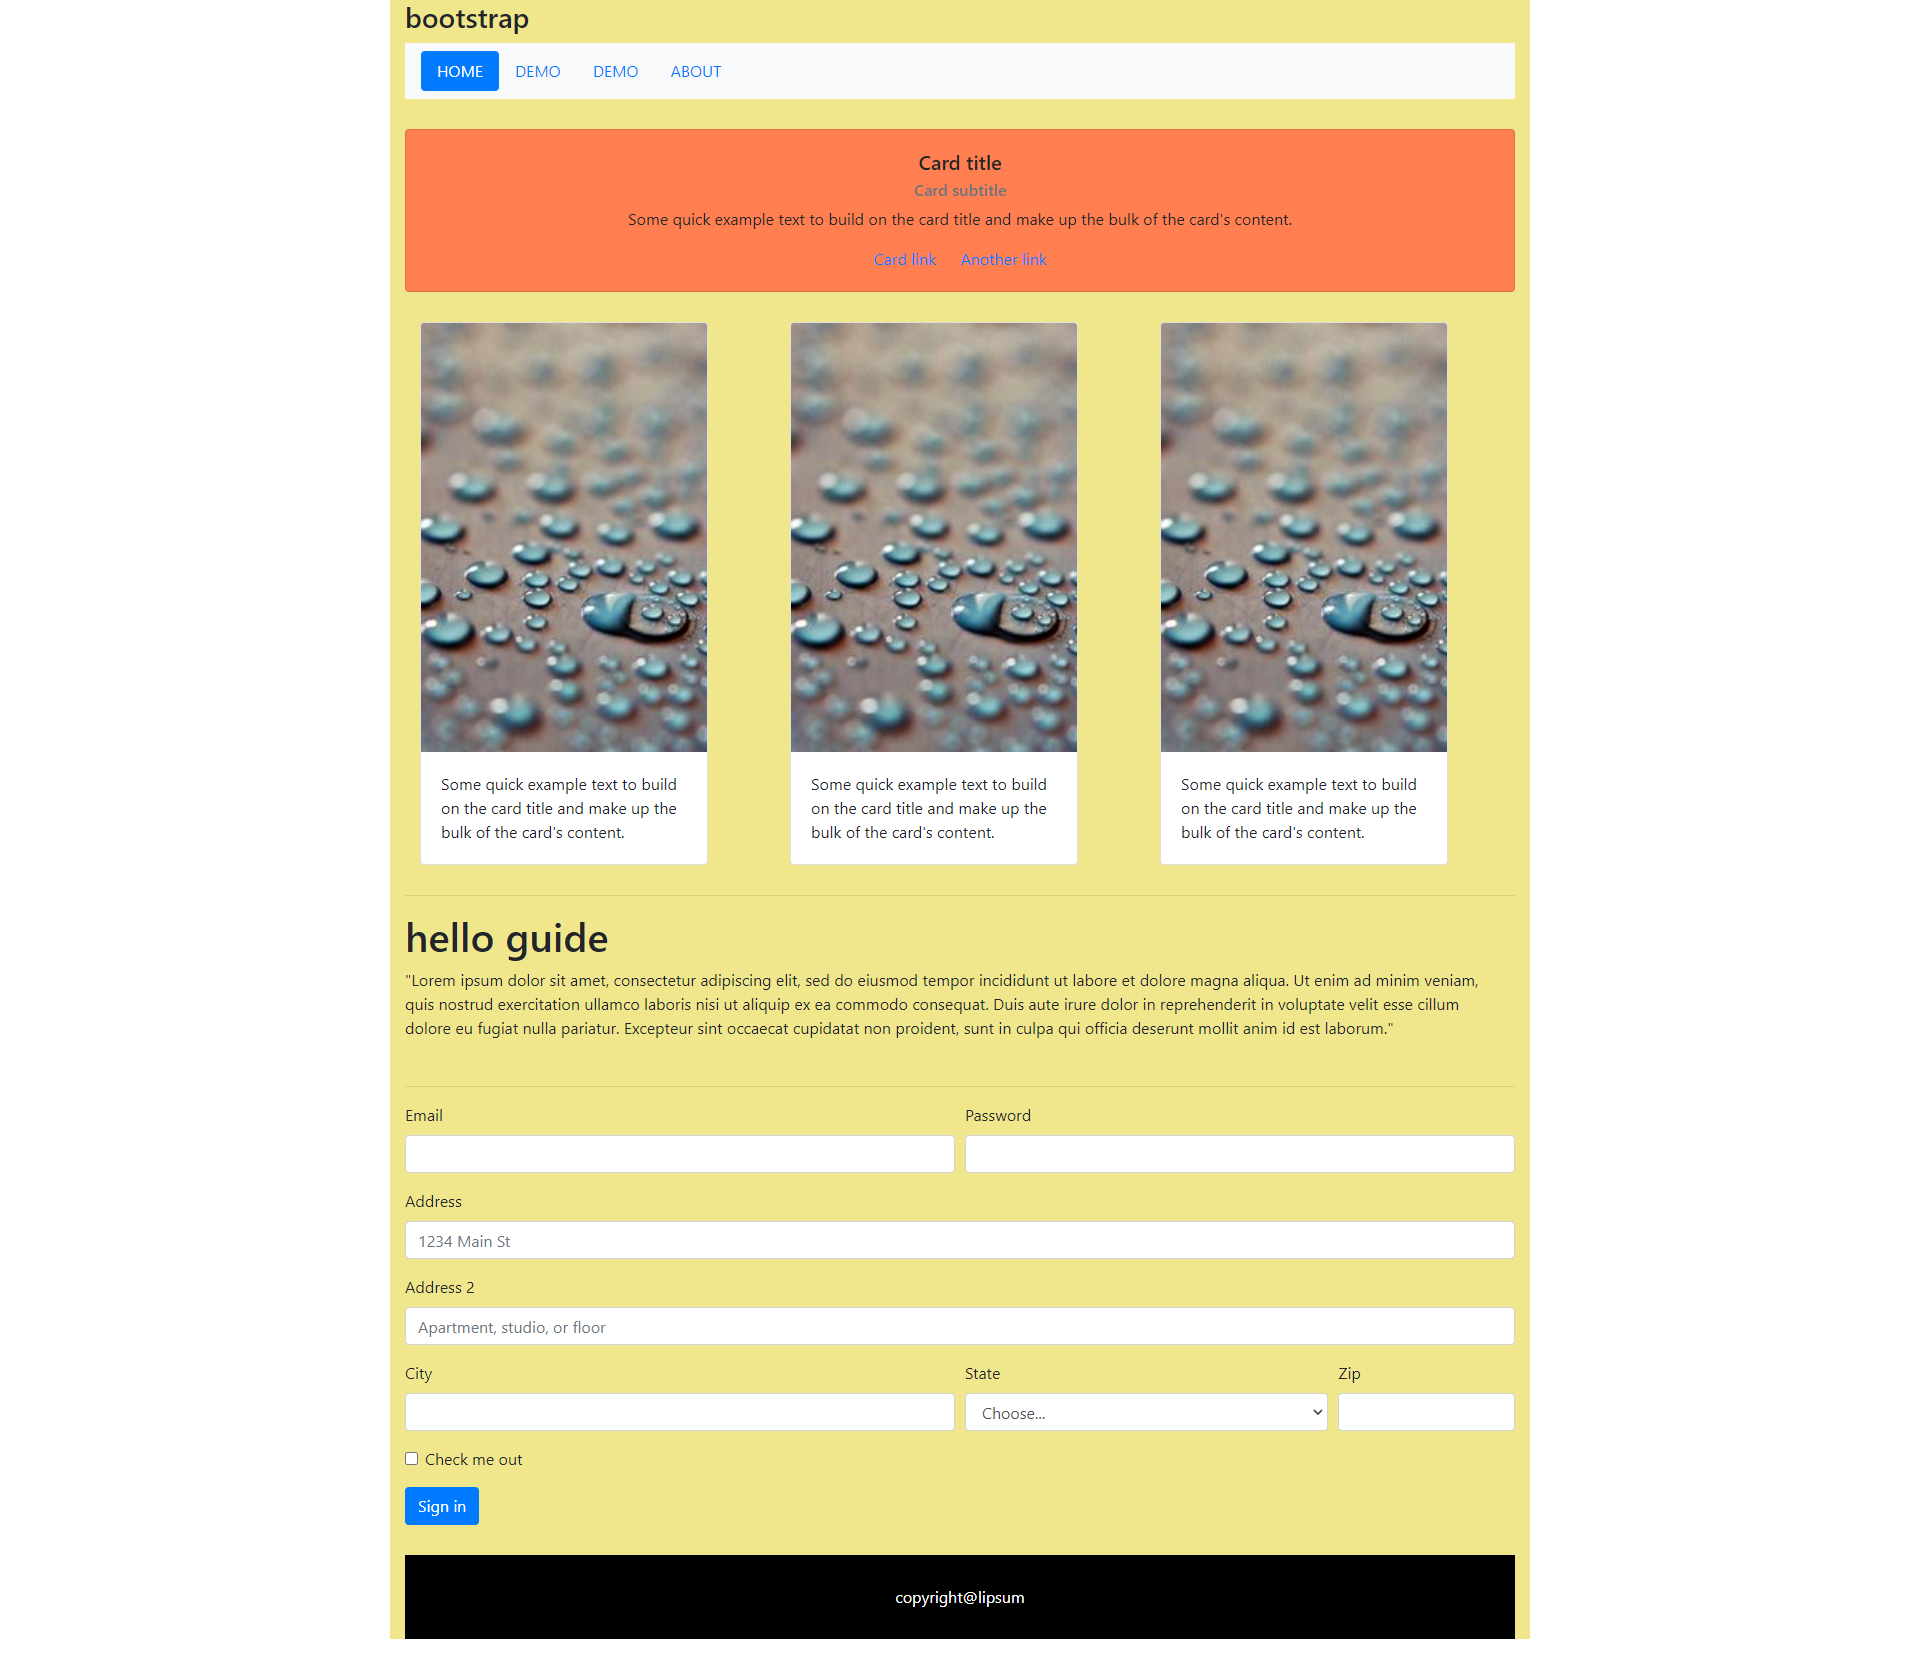 bootstrap
HOME DEMO DEMO ABOUT
Card title
Card subtitle
Some quick example text to build on the card title and make up the bulk of the card's content.
Card link Another link
Some quick example text to build
on the card title and make up the
bulk of the card's content.
Some quick example text to build
on the card title and make up the
bulk of the card's content.
Some quick example text to build
on the card title and make up the
bulk of the card's content.
hello guide
"Lorem ipsum dolor sit amet, consectetur adipiscing elit, sed do eiusmod tempor incididunt ut labore et dolore magna aliqua. Ut enim ad minim veniam,
quis nostrud exercitation ullamco laboris nisi ut aliquip ex ea commodo consequat. Duis aute irure dolor in reprehenderit in voluptate velit esse cillum
dolore eu fugiat nulla pariatur. Excepteur sint occaecat cupidatat non proident, sunt in culpa qui officia deserunt mollit anim id est laborum."
Email Password
Address
1234 Main St
Address 2
Apartment, studio, or floor
City State Zip
Choose...
Check me out
Sign in
copyright@lipsum